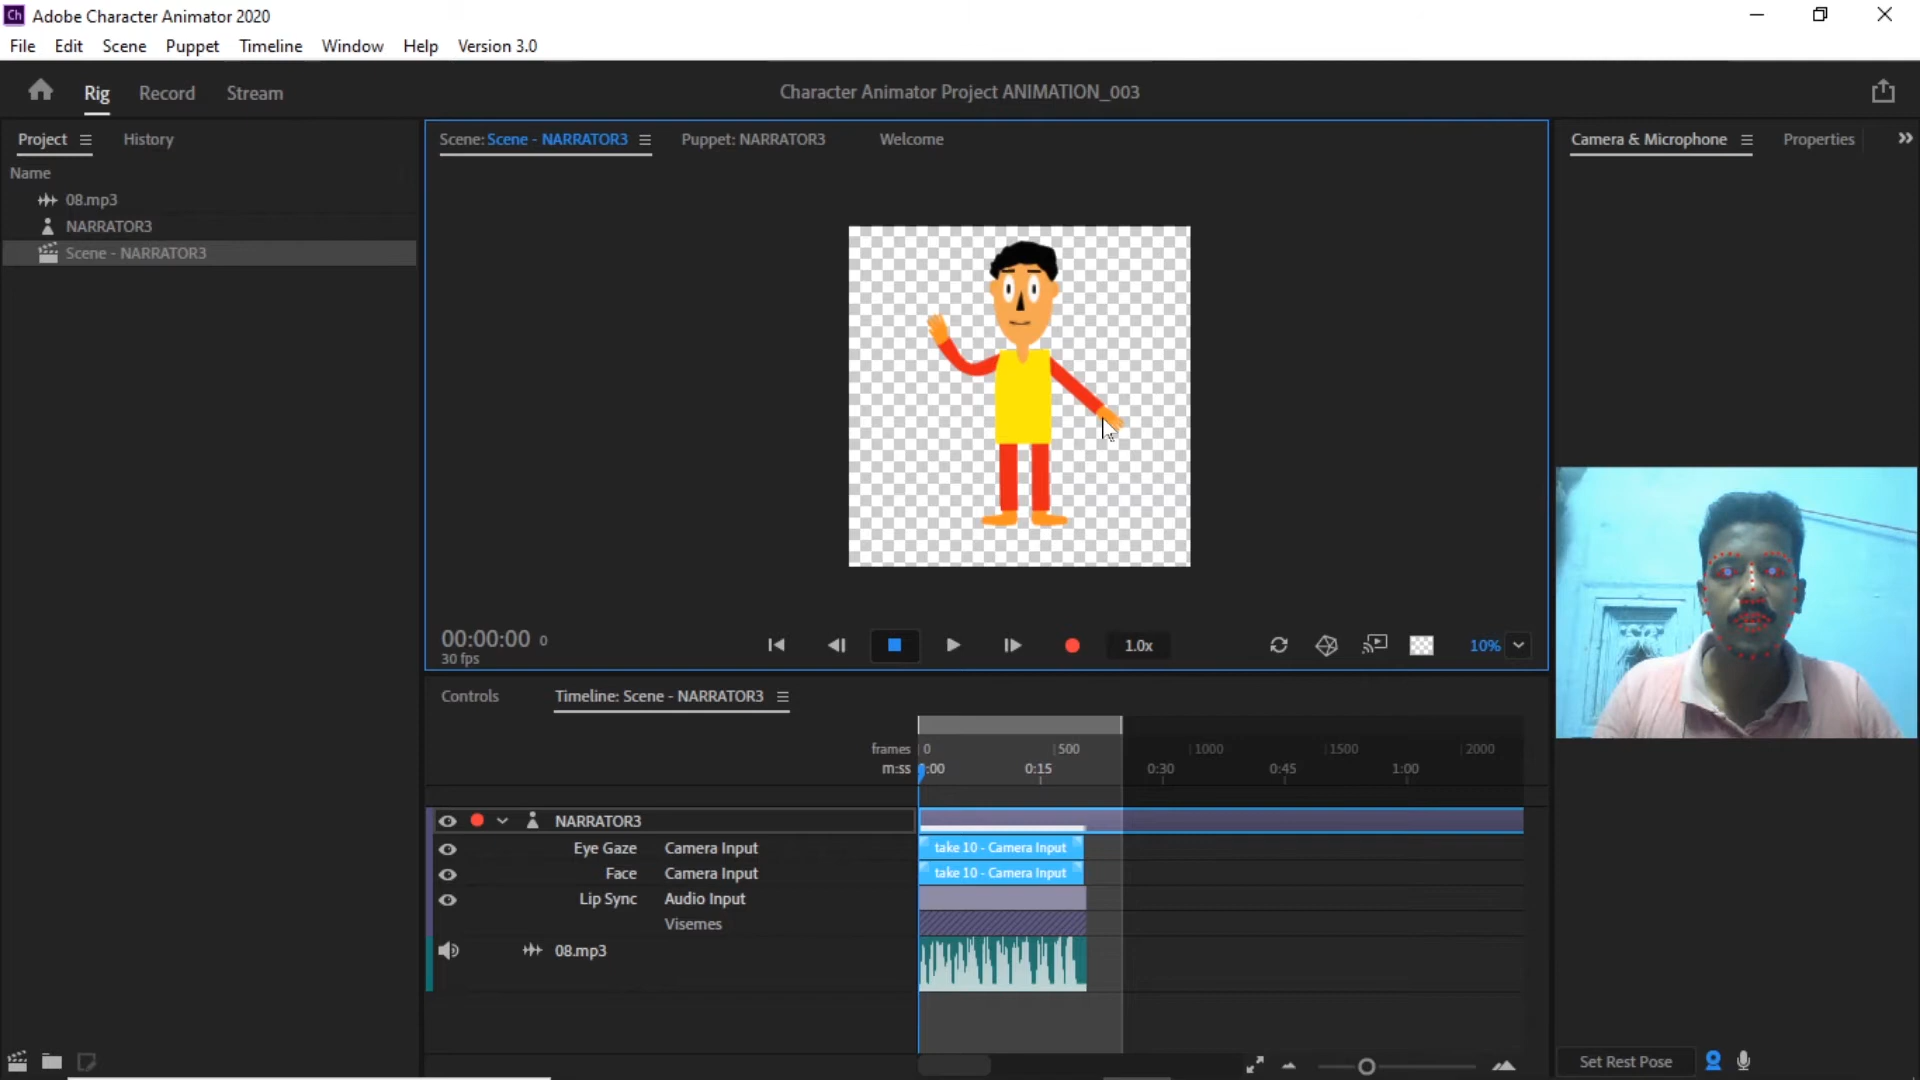 Ch Adobe Character Animator 2020
File Edit Scene Puppet Timeline Window Help Version 3.0
Rig Record Stream Character Animator Project ANIMATION_003
Project History Scene: Scene - NARRATOR3 Puppet: NARRATOR3 Welcome Camera & Microphone Properties
Name
08.mp3
NARRATOR3
Scene - NARRATOR3
00:00:00 0 1.0x 10%
30 fps
Controls Timeline: Scene - NARRATOR3
frames 0 500 1000 1500 2000
m:ss :00 0:15 0:30 0:45 1:00
NARRATOR3
Eye Gaze Camera Input take 10 - Camera Input
Face Camera Input take 10 - Camera Input
Lip Sync Audio Input
Visemes
08.mp3
Set Rest Pose